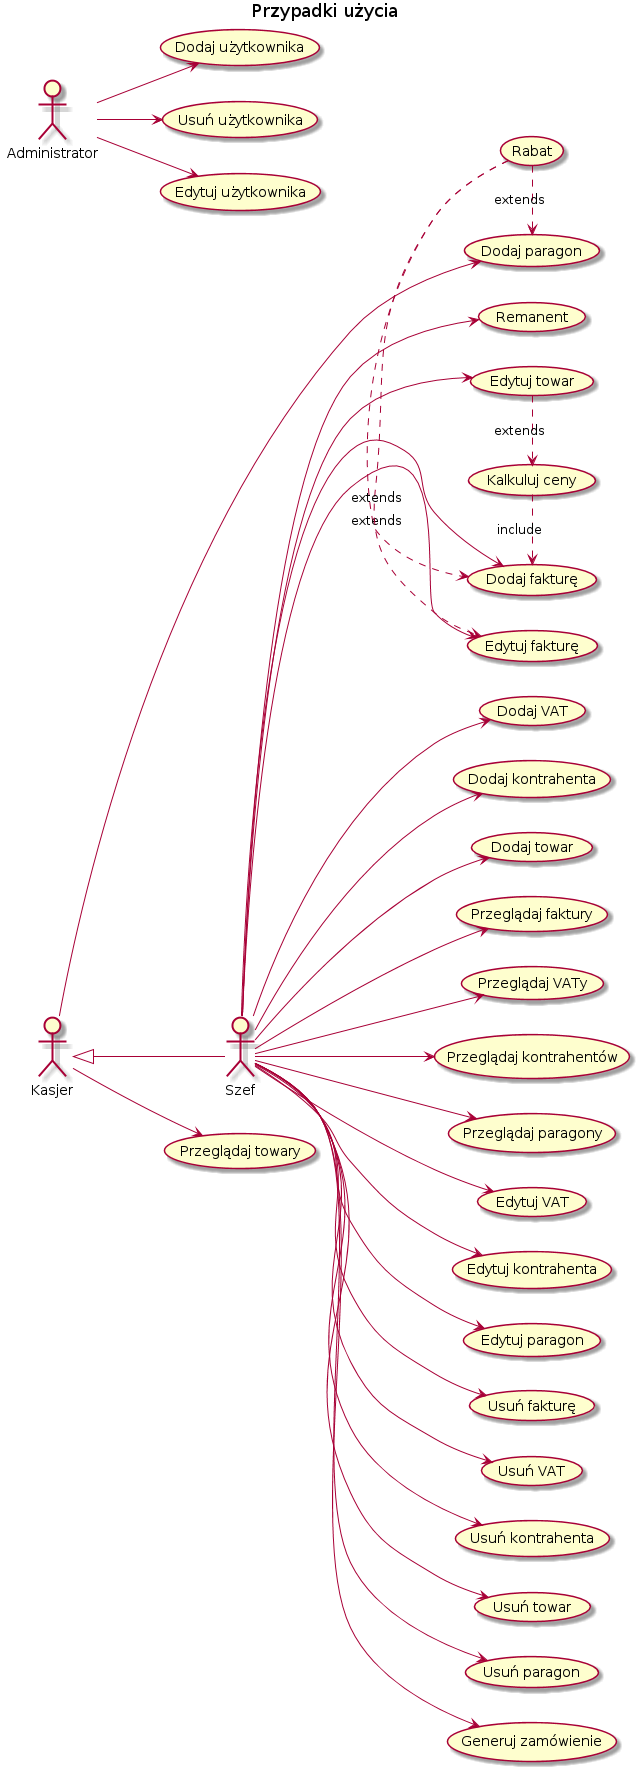 Przypadki użycia
Dodaj użytkownika
Usuń użytkownika
Administrator
Edytuj użytkownika
Rabat
extends
Dodaj paragon
Remanent
Edytuj towar
extends
Kalkuluj ceny
extends
extends
include
Dodaj fakturę
Edytuj fakturę
Dodaj VAT
Dodaj kontrahenta
Dodaj towar
Przeglądaj faktury
Przeglądaj VATy
Przeglądaj kontrahentów
Kasjer
Szef
Przeglądaj paragony
Przeglądaj towary
Edytuj VAT
Edytuj kontrahenta
Edytuj paragon
Usuń fakturę
Usuń VAT
Usuń kontrahenta
Usuń towar
Usuń paragon
Generuj zamówienie